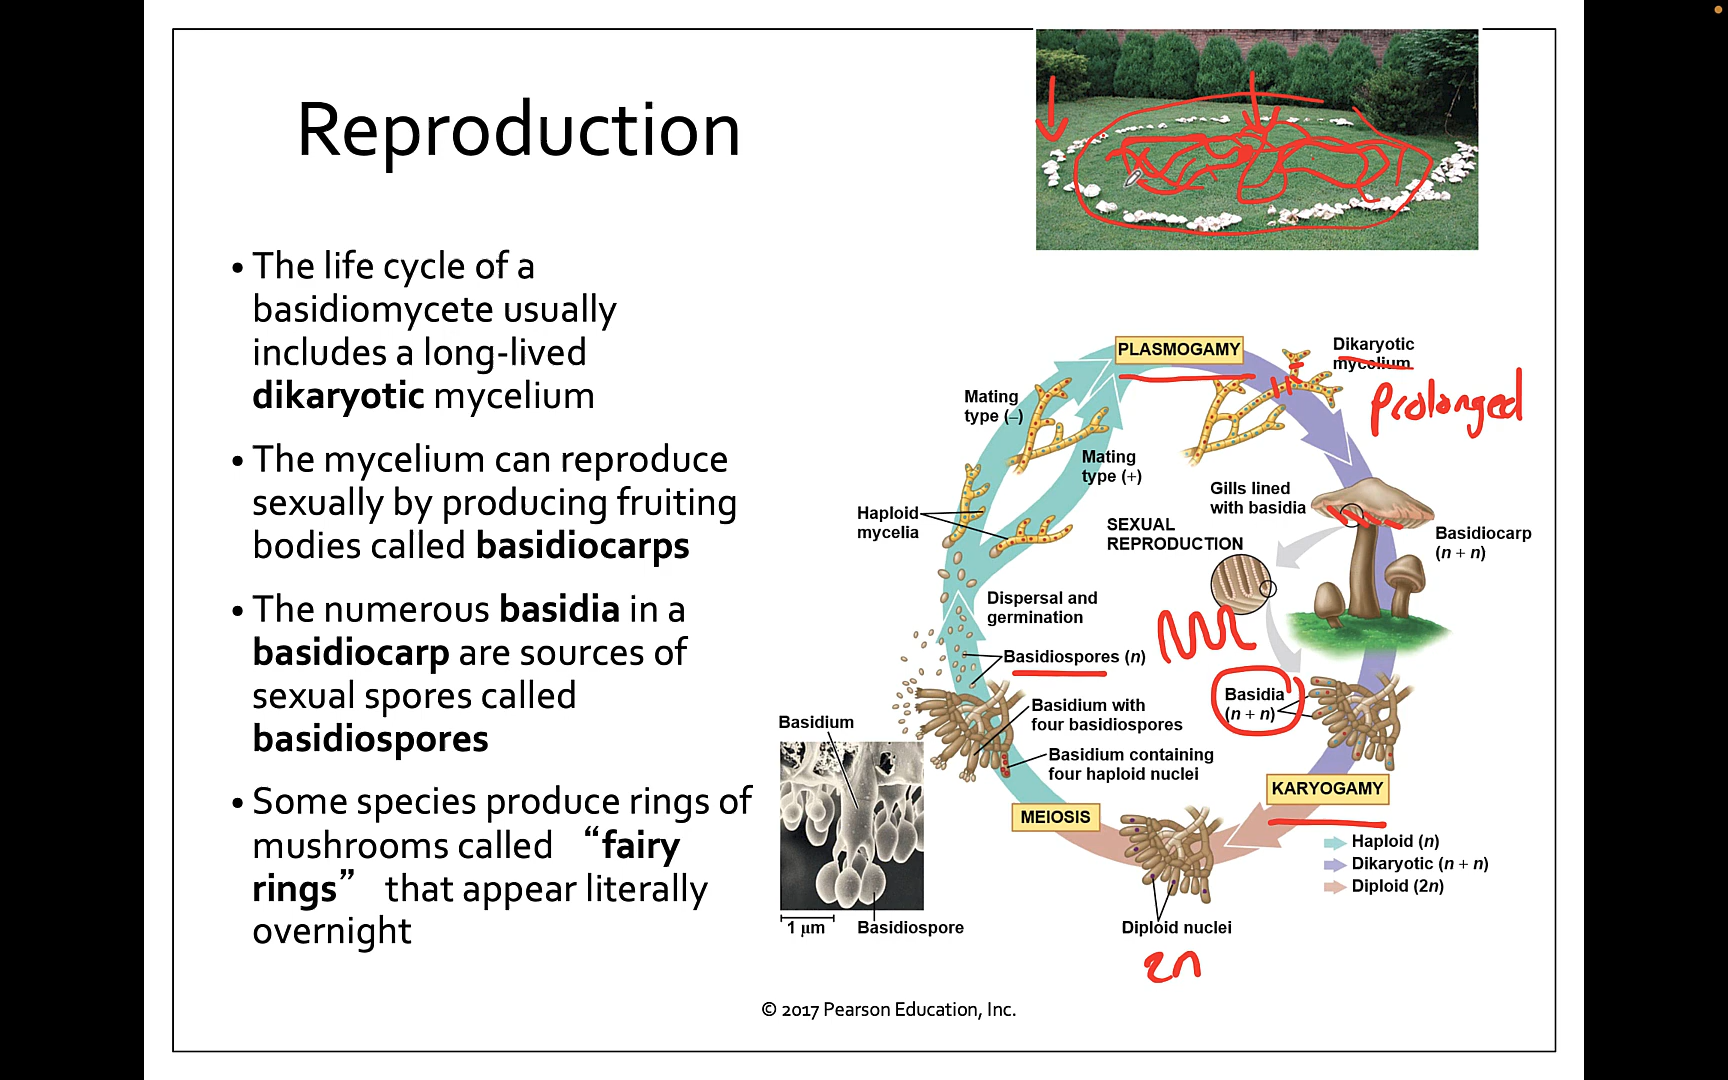 Reproduction
• The life cycle of a
basidiomycete usually
includes a long-lived
dikaryotic mycelium
• The mycelium can reproduce
sexually by producing fruiting
bodies called basidiocarps
• The numerous basidia in a
basidiocarp are sources of
sexual spores called
basidiospores
• Some species produce rings of
mushrooms called “fairy
rings” that appear literally
overnight
PLASMOGAMY
Dikaryotic
mycelium
Prolonged
Mating
type (–)
Mating
type (+)
Haploid
mycelia
Gills lined
with basidia
SEXUAL
REPRODUCTION
Basidiocarp
(n + n)
Dispersal and
germination
Basidiospores (n)
Basidia
(n + n)
Basidium with
four basidiospores
Basidium containing
four haploid nuclei
Basidium
KARYOGAMY
MEIOSIS
Haploid (n)
Dikaryotic (n + n)
Diploid (2n)
1 µm
Basidiospore
Diploid nuclei
2n
© 2017 Pearson Education, Inc.